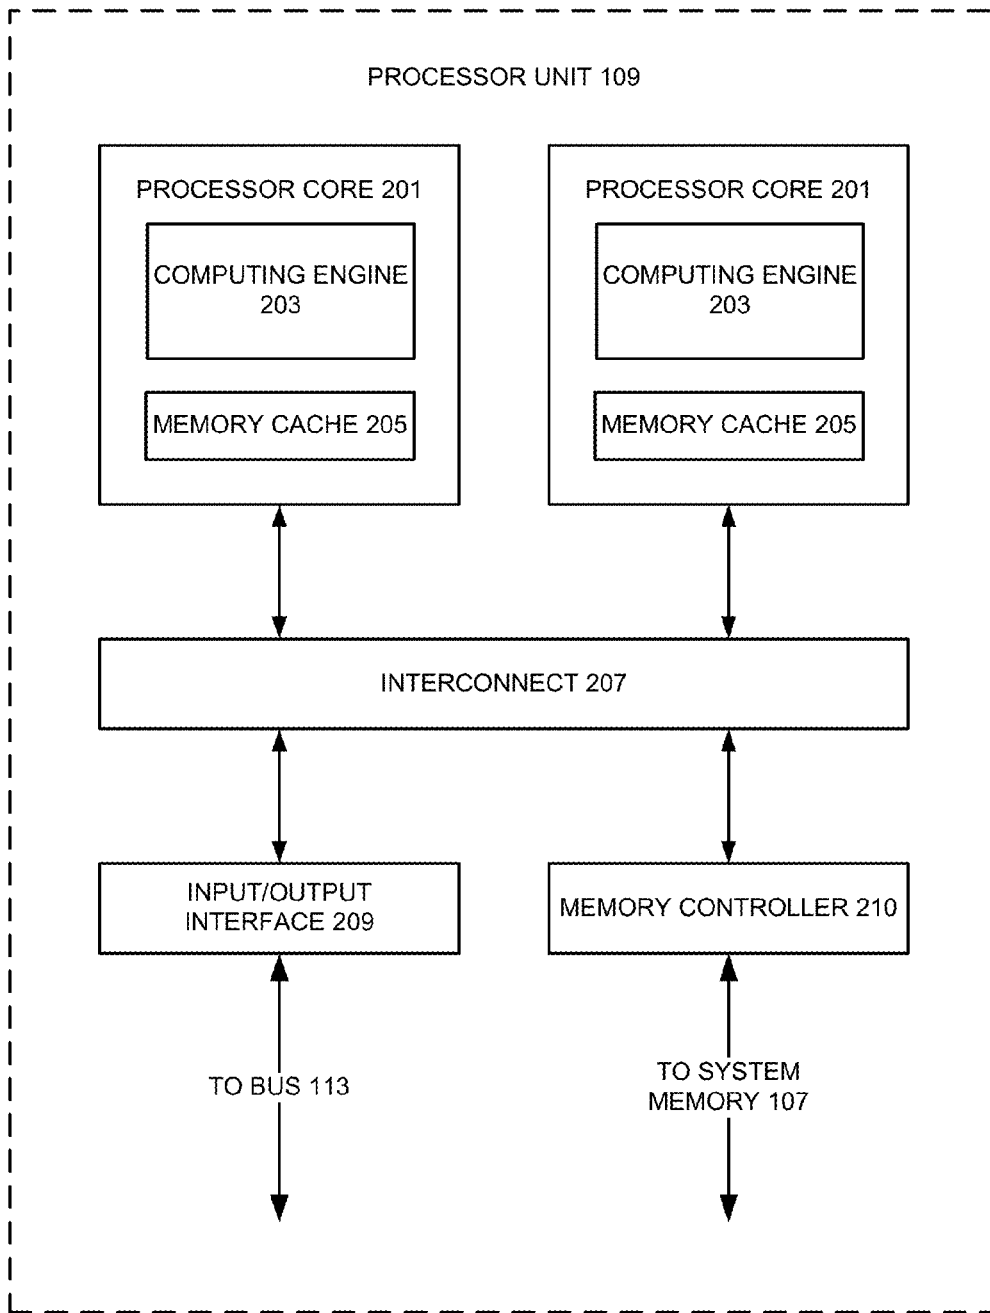 PROCESSOR UNIT 109
PROCESSOR CORE 201
COMPUTING ENGINE
203
MEMORY CACHE 205
PROCESSOR CORE 201
COMPUTING ENGINE
203
MEMORY CACHE 205
INTERCONNECT 207
INPUT/OUTPUT
INTERFACE 209
MEMORY CONTROLLER 210
TO BUS 113
TO SYSTEM
MEMORY 107